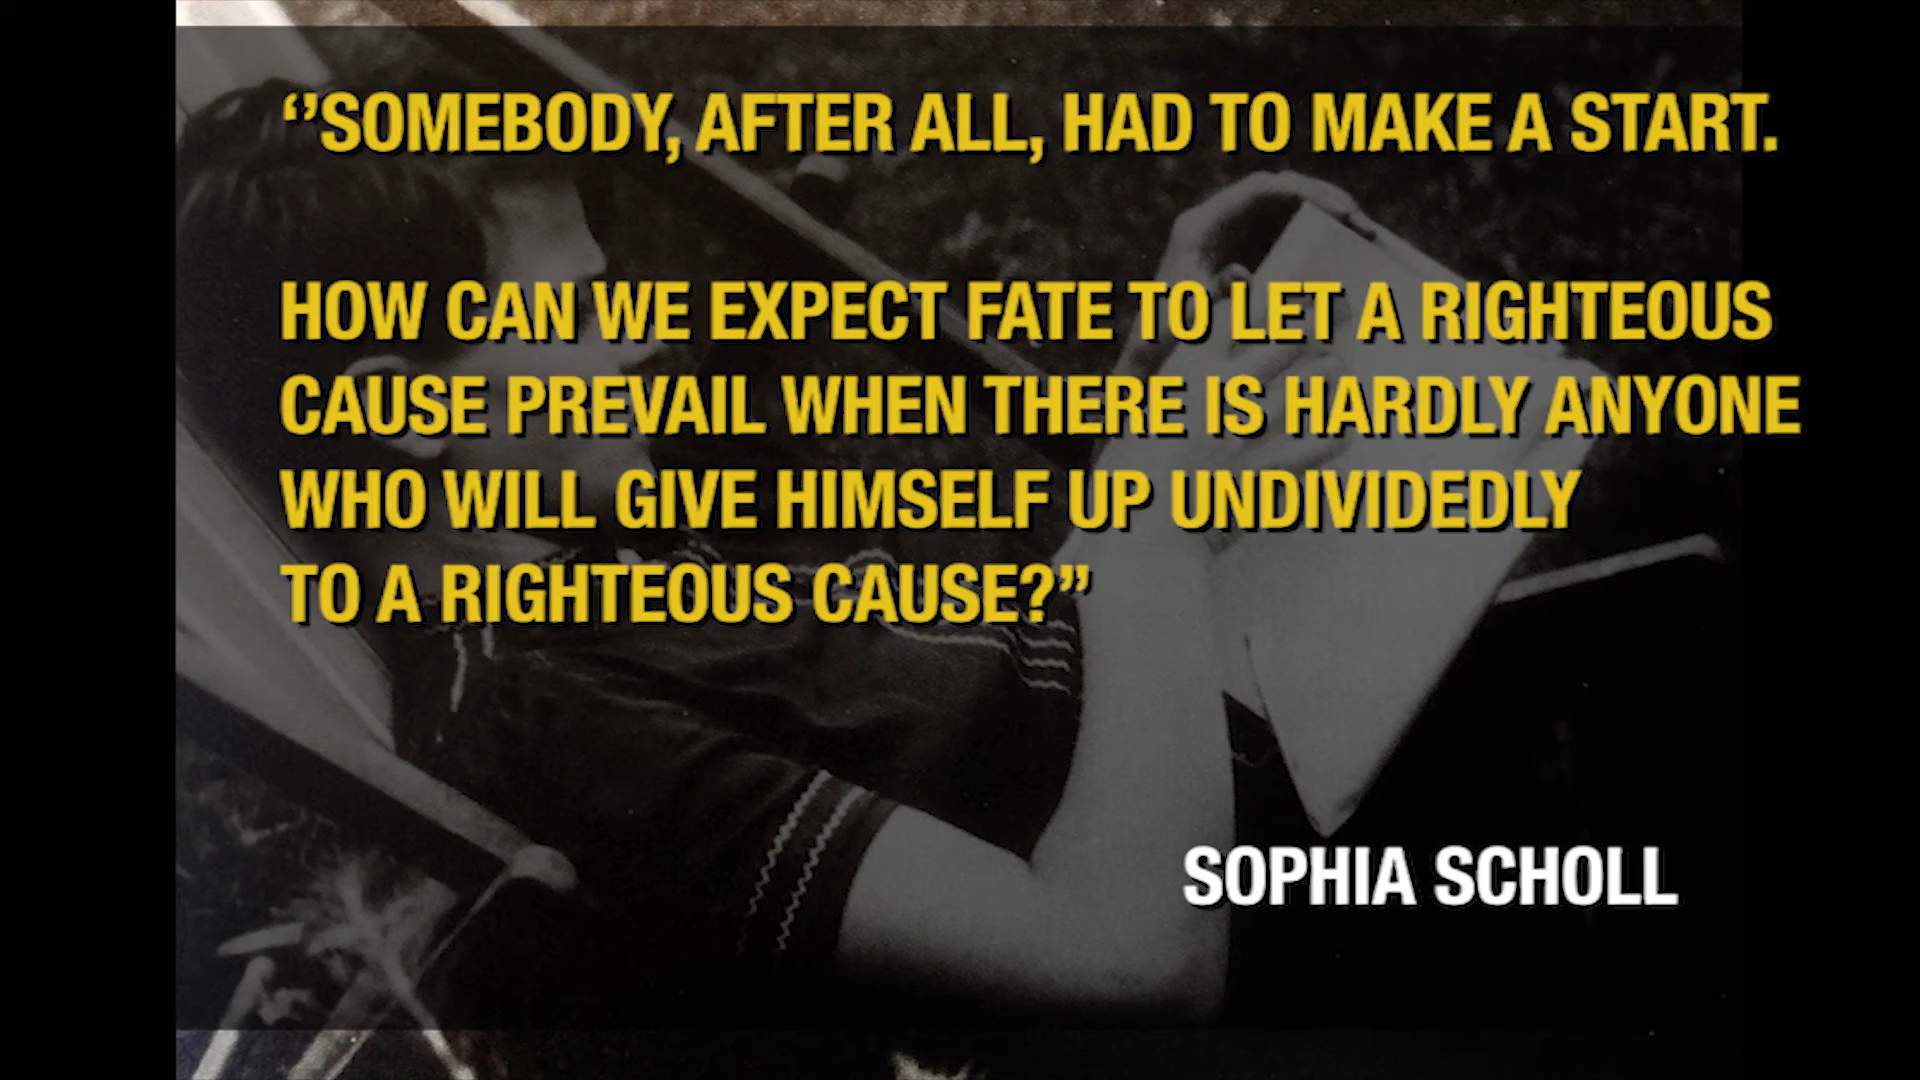 ‘’SOMEBODY, AFTER ALL, HAD TO MAKE A START.
HOW CAN WE EXPECT FATE TO LET A RIGHTEOUS
CAUSE PREVAIL WHEN THERE IS HARDLY ANYONE
WHO WILL GIVE HIMSELF UP UNDIVIDEDLY
TO A RIGHTEOUS CAUSE?”
SOPHIA SCHOLL